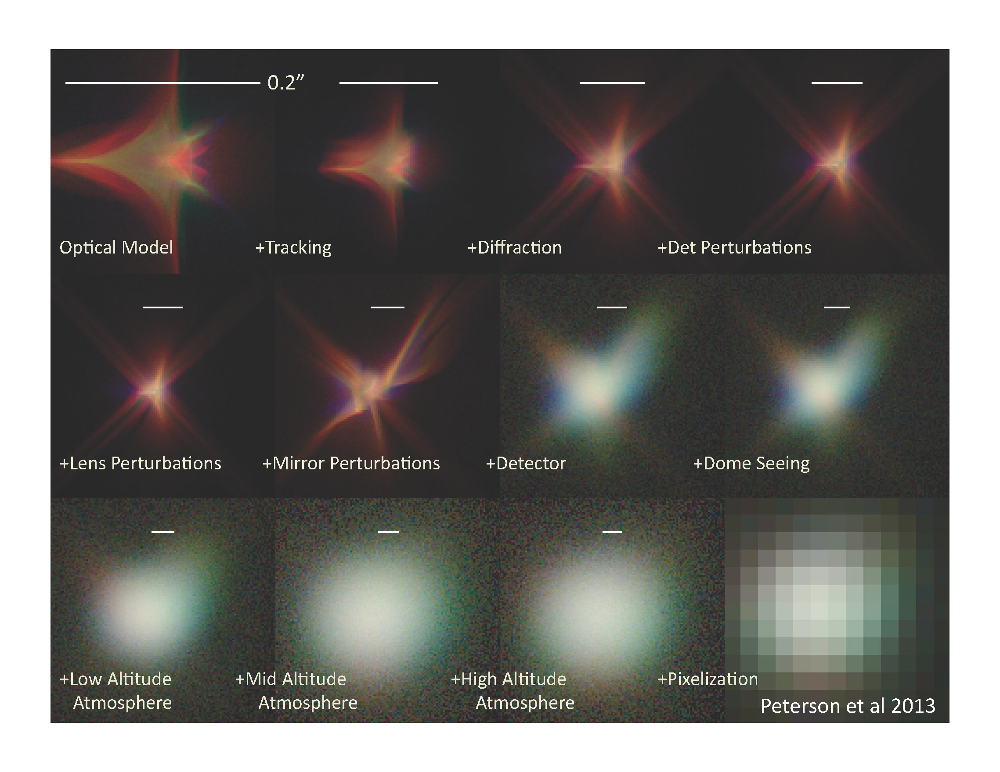 0.2”
Optical Model
+Tracking
+Diffraction
+Det Perturbations
+Lens Perturbations
+Mirror Perturbations
+Detector
+Dome Seeing
+Low Altitude
Atmosphere
+Mid Altitude
Atmosphere
+High Altitude
Atmosphere
+Pixelization
Peterson et al 2013